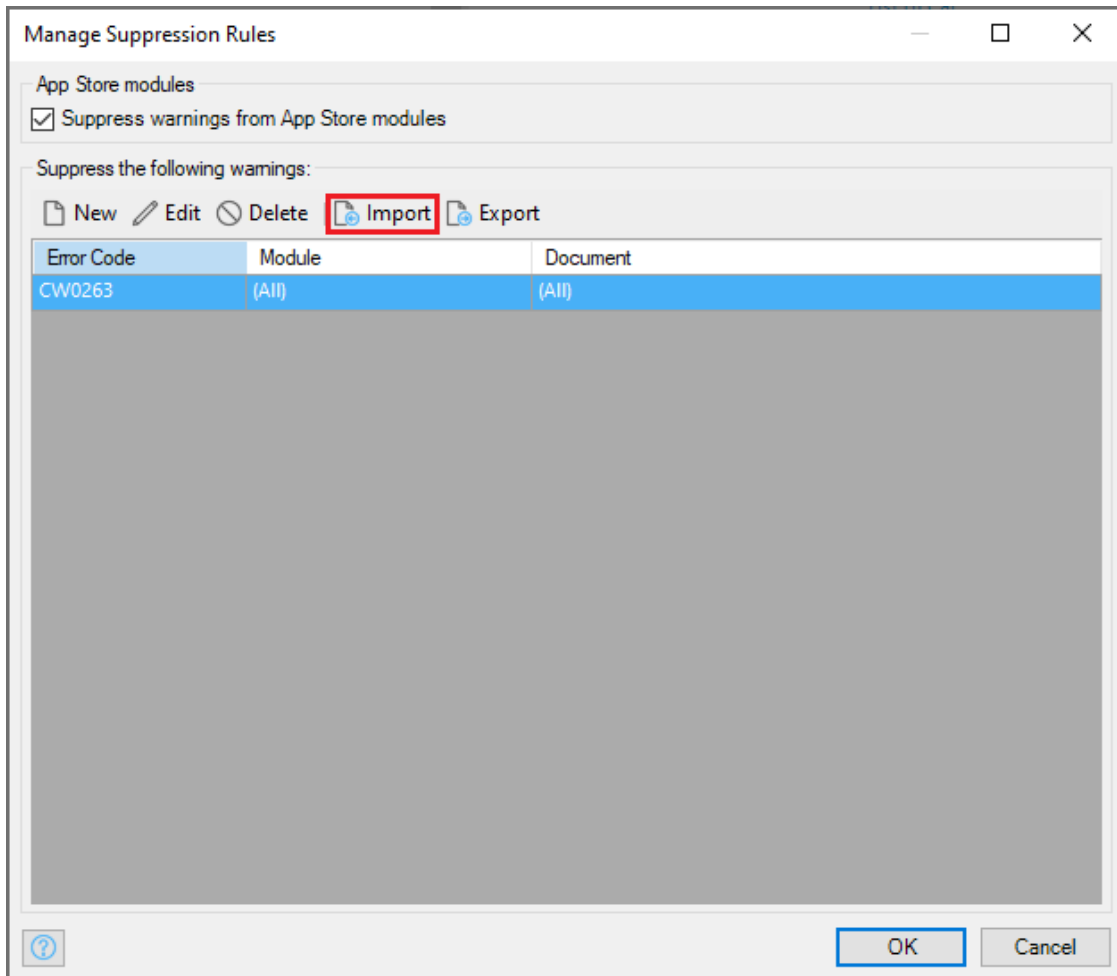 Manage Suppression Rules
App Store modules
Suppress warnings from App Store modules
Suppress the following warnings:
New Edit Delete Import Export
Error Code Module Document
CW0263 (All) (All)
OK Cancel